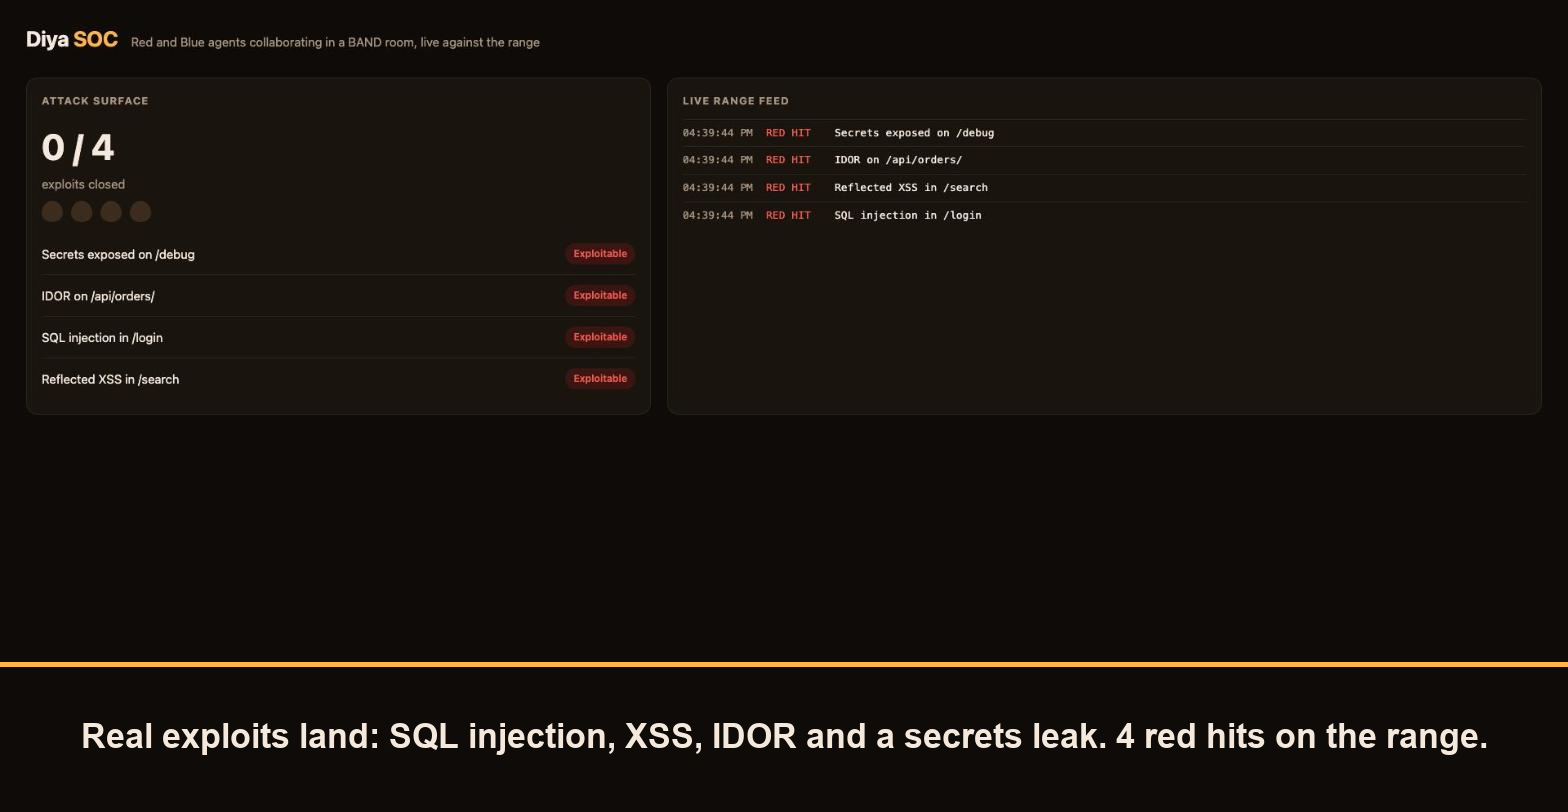 Diya SOC Red and Blue agents collaborating in a BAND room, live against the range
ATTACK SURFACE
0 / 4
exploits closed
Secrets exposed on /debug Exploitable
IDOR on /api/orders/ Exploitable
SQL injection in /login Exploitable
Reflected XSS in /search Exploitable
LIVE RANGE FEED
04:39:44 PM RED HIT Secrets exposed on /debug
04:39:44 PM RED HIT IDOR on /api/orders/
04:39:44 PM RED HIT Reflected XSS in /search
04:39:44 PM RED HIT SQL injection in /login
Real exploits land: SQL injection, XSS, IDOR and a secrets leak. 4 red hits on the range.